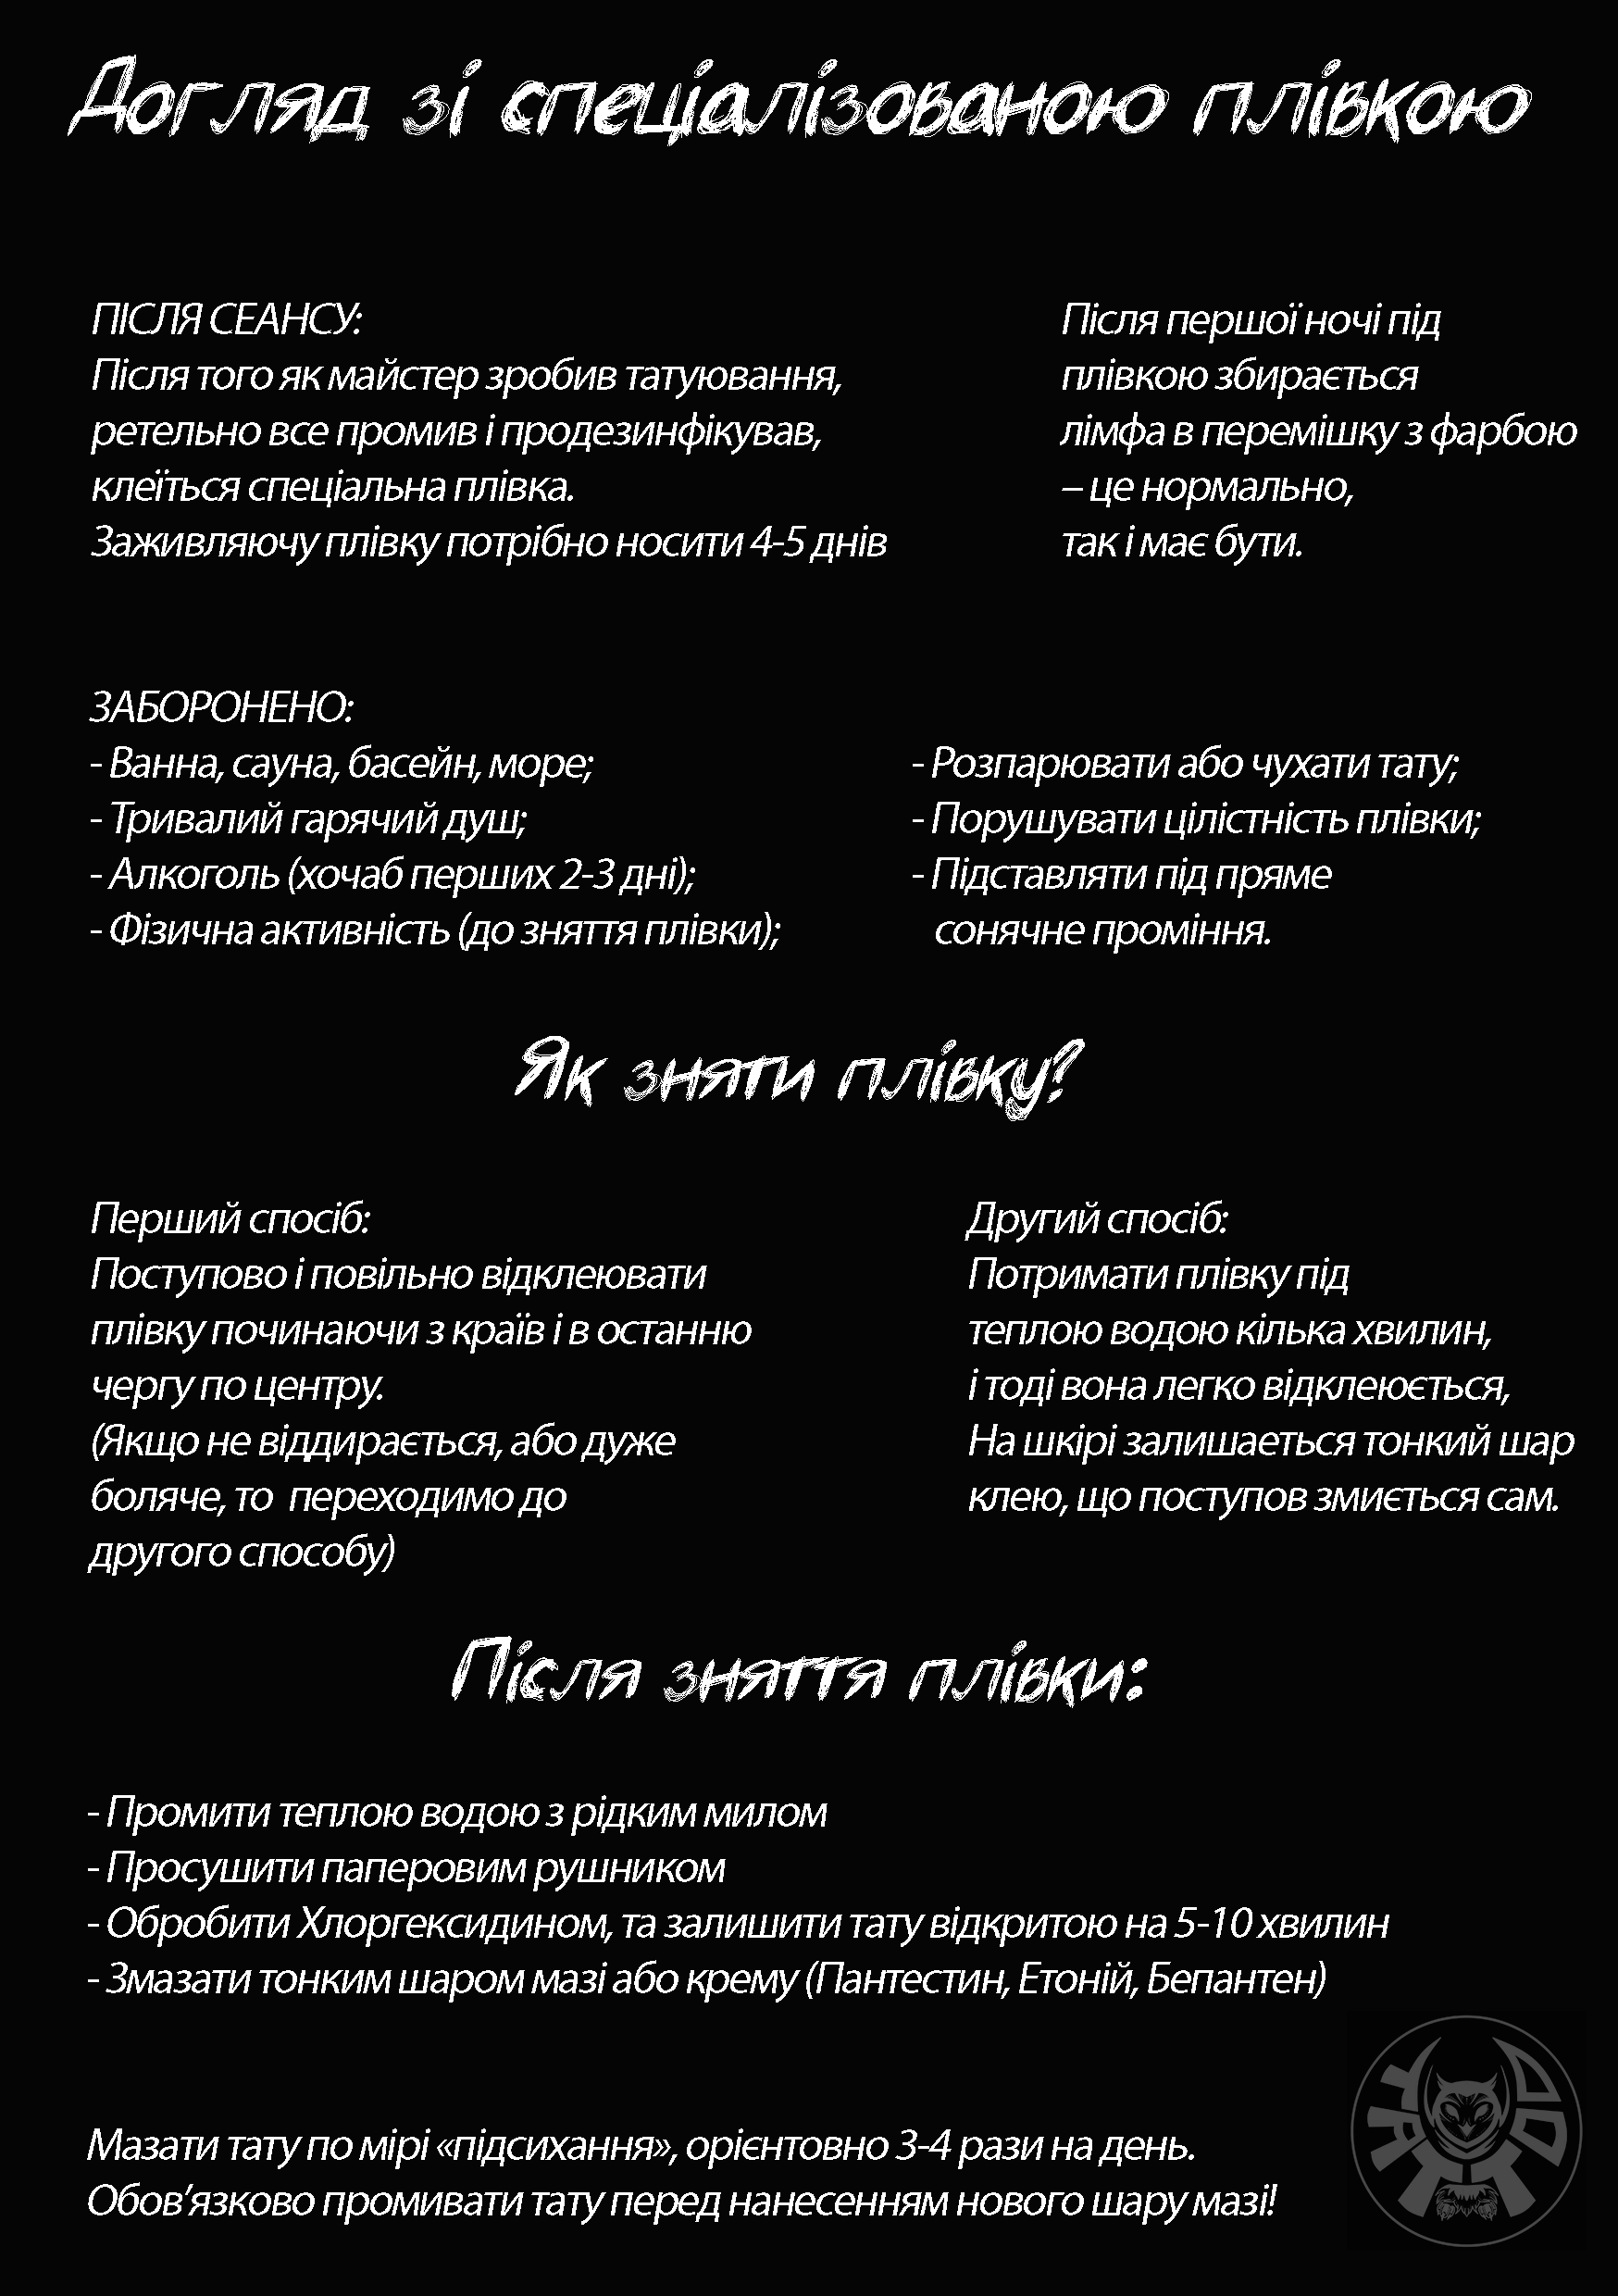 Догляд зі спеціалізованою плівкою
ПІСЛЯ СЕАНСУ:
Після того як майстер зробив татуювання,
ретельно все промив і продезинфікував,
клеїться спеціальна плівка.
Заживляючу плівку потрібно носити 4-5 днів
Після першої ночі під
плівкою збирається
лімфа в перемішку з фарбою
– це нормально,
так і має бути.
ЗАБОРОНЕНО:
- Ванна, сауна, басейн, море;
- Тривалий гарячий душ;
- Алкоголь (хочаб перших 2-3 дні);
- Фізична активність (до зняття плівки);
- Розпарювати або чухати тату;
- Порушувати цілістність плівки;
- Підставляти під пряме
сонячне проміння.
Як зняти плівку?
Перший спосіб:
Поступово і повільно відклеювати
плівку починаючи з країв і в останню
чергу по центру.
(Якщо не віддирається, або дуже
боляче, то переходимо до
другого способу)
Другий спосіб:
Потримати плівку під
теплою водою кілька хвилин,
і тоді вона легко відклеюється,
На шкірі залишаеться тонкий шар
клею, що поступов змиється сам.
Після зняття плівки:
- Промити теплою водою з рідким милом
- Просушити паперовим рушником
- Обробити Хлоргексидином, та залишити тату відкритою на 5-10 хвилин
- Змазати тонким шаром мазі або крему (Пантестин, Етоній, Бепантен)
Мазати тату по мірі «підсихання», орієнтовно 3-4 рази на день.
Обов’язково промивати тату перед нанесенням нового шару мазі!